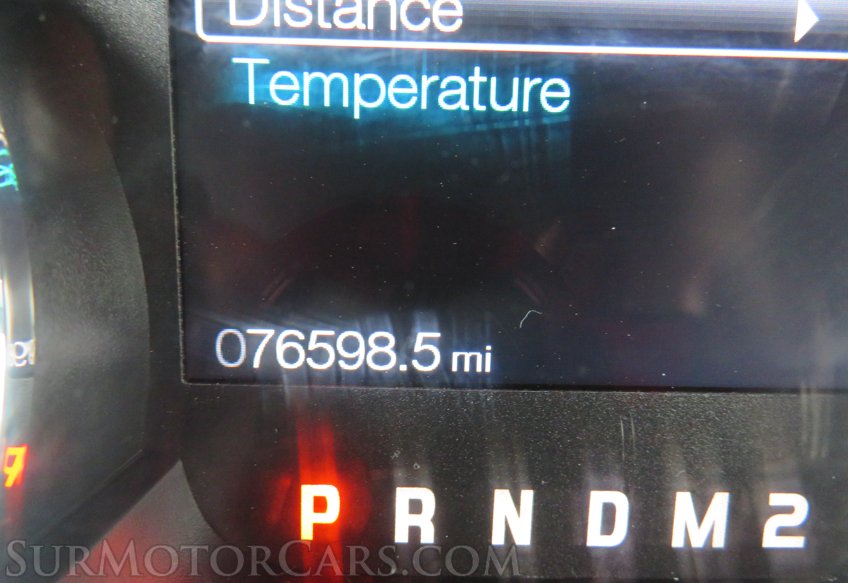 Distance
Temperature
076598.5 mi
P R N D M 2
SurMotorCars.com